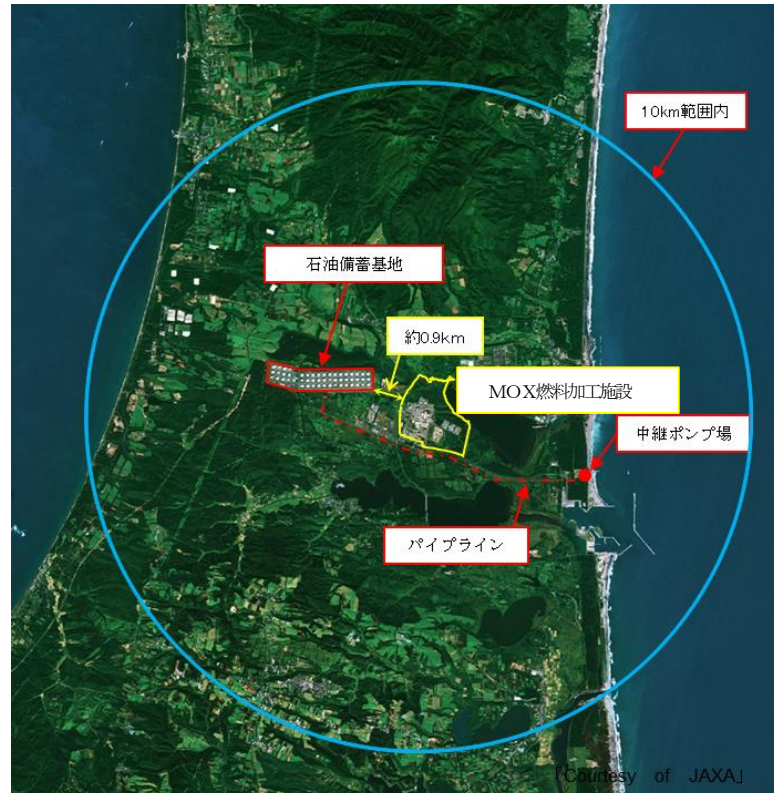 10km範囲内
石油備蓄基地
約0.9km
MOX燃料加工施設
中継ポンプ場
パイプライン
「Courtesy of JAXA」